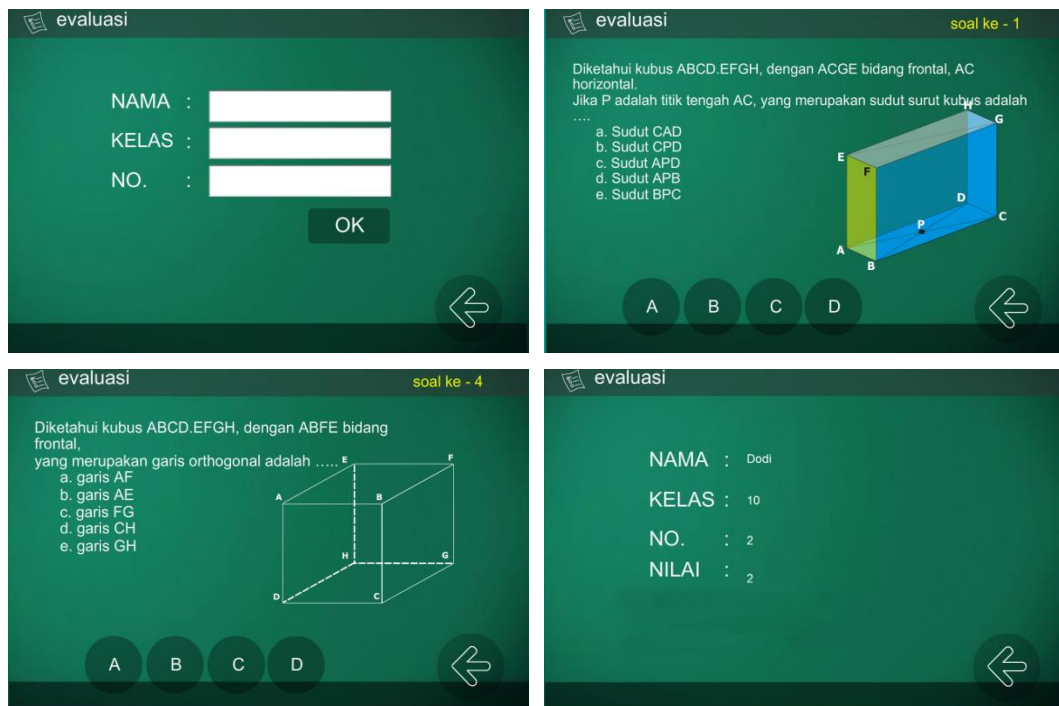 evaluasi
NAMA :
KELAS :
NO. :
OK
evaluasi
soal ke - 1
Diketahui kubus ABCD.EFGH, dengan ACGE bidang frontal, AC
horizontal.
Jika P adalah titik tengah AC, yang merupakan sudut surut kubus adalah
....
a. Sudut CAD
b. Sudut CPD
c. Sudut APD
d. Sudut APB
e. Sudut BPC
H
G
E
F
D
P
C
A
B
A B C D
evaluasi
soal ke - 4
Diketahui kubus ABCD.EFGH, dengan ABFE bidang
frontal,
yang merupakan garis orthogonal adalah .....
a. garis AF
b. garis AE
c. garis FG
d. garis CH
e. garis GH
E F
A B
H G
D C
A B C D
evaluasi
NAMA : Dodi
KELAS : 10
NO. : 2
NILAI : 2